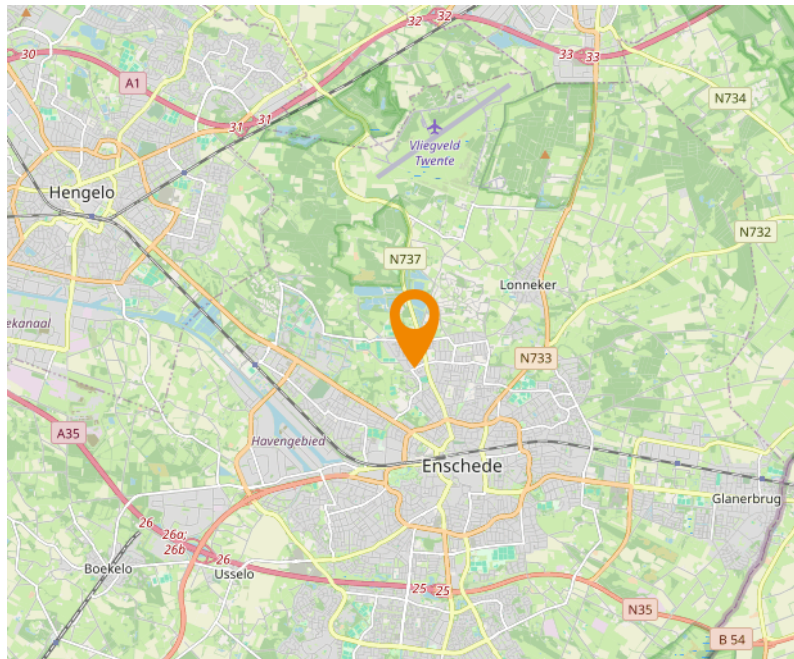 32
32
30
33
33
A1
N734
31
31
Vliegveld
Twente
Hengelo
N732
N737
Lonneker
ekanaal
N733
A35
Havengebied
Enschede
Glanerbrug
26
26a;
26b
26
Boekelo
Usselo
25
25
N35
B 54